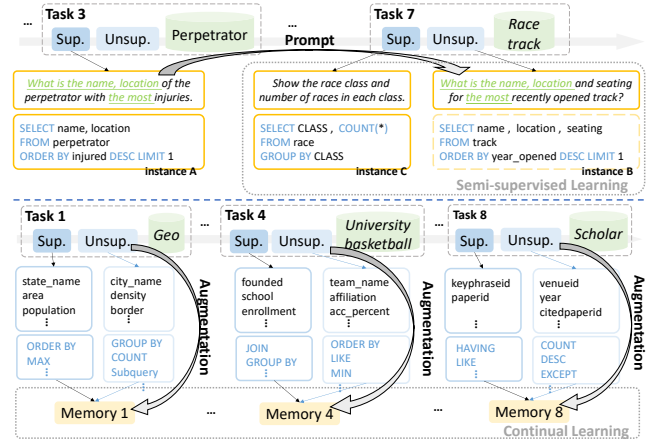 Task 3
...
Task 7
...
Sup.
Unsup.
Perpetrator
Prompt
Sup.
Unsup.
Race
track
What is the name, location of the
perpetrator with the most injuries.
Show the race class and
number of races in each class.
What is the name, location and seating
for the most recently opened track?
SELECT name, location
FROM perpetrator
ORDER BY injured DESC LIMIT 1
instance A
SELECT CLASS , COUNT(*)
FROM race
GROUP BY CLASS
instance C
SELECT name , location , seating
FROM track
ORDER BY year_opened DESC LIMIT 1
instance B
Semi-supervised Learning
Task 1
Sup.
Unsup.
Geo
...
Task 4
Sup.
Unsup.
University
basketball
...
Task 8
Sup.
Unsup.
Scholar
state_name
area
population
⋮
city_name
density
border
⋮
Augmentation
founded
school
enrollment
⋮
team_name
affiliation
acc_percent
⋮
Augmentation
keyphraseid
paperid
⋮
venueid
year
citedpaperid
⋮
Augmentation
ORDER BY
MAX
⋮
GROUP BY
COUNT
Subquery
⋮
JOIN
GROUP BY
⋮
ORDER BY
LIKE
MIN
⋮
HAVING
LIKE
⋮
COUNT
DESC
EXCEPT
⋮
Memory 1
...
Memory 4
...
Memory 8
Continual Learning